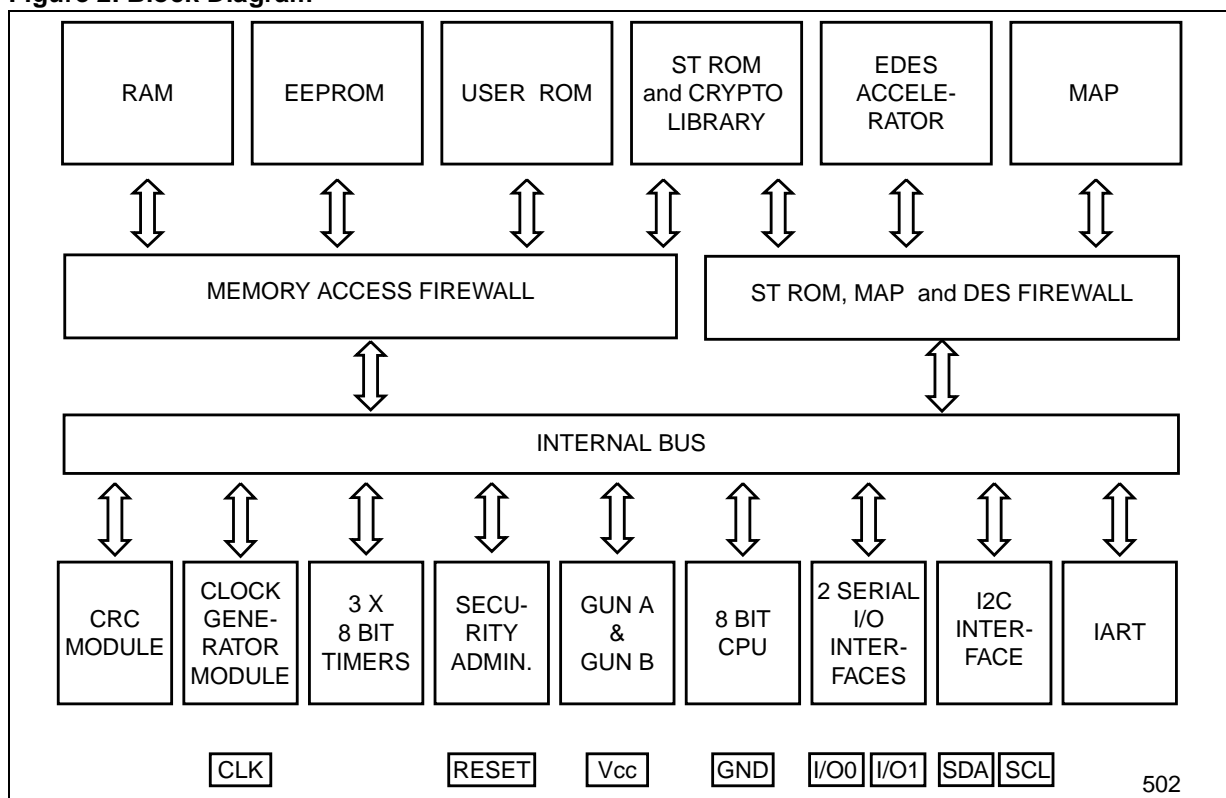 Figure 2. Block Diagram
RAM
EEPROM
USER ROM
ST ROM
and CRYPTO
LIBRARY
EDES
ACCELE-
RATOR
MAP
MEMORY ACCESS FIREWALL
ST ROM, MAP and DES FIREWALL
INTERNAL BUS
CRC
MODULE
CLOCK
GENE-
RATOR
MODULE
3 X
8 BIT
TIMERS
SECU-
RITY
ADMIN.
GUN A
&
GUN B
8 BIT
CPU
2 SERIAL
I/O
INTER-
FACES
I2C
INTER-
FACE
IART
CLK
RESET
Vcc
GND
I/O0
I/O1
SDA
SCL
502